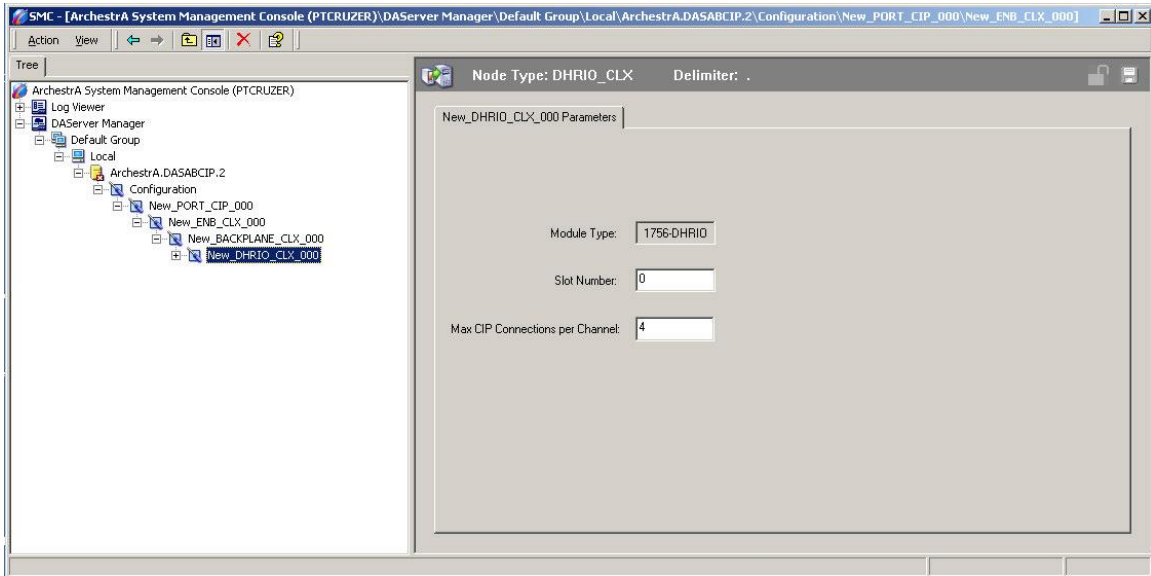 SMC - [ArchestrA System Management Console (PTCRUZER)\DAServer Manager\Default Group\Local\ArchestrA.DASABCIP.2\Configuration\New_PORT_CIP_000\New_ENB_CLX_000]
Action View
Tree
ArchestrA System Management Console (PTCRUZER)
Log Viewer
DAServer Manager
Default Group
Local
ArchestrA.DASABCIP.2
Configuration
New_PORT_CIP_000
New_ENB_CLX_000
New_BACKPLANE_CLX_000
New_DHRIO_CLX_000
Node Type: DHRIO_CLX Delimiter: .
New_DHRIO_CLX_000 Parameters
Module Type: 1756-DHRIO
Slot Number: 0
Max CIP Connections per Channel: 4